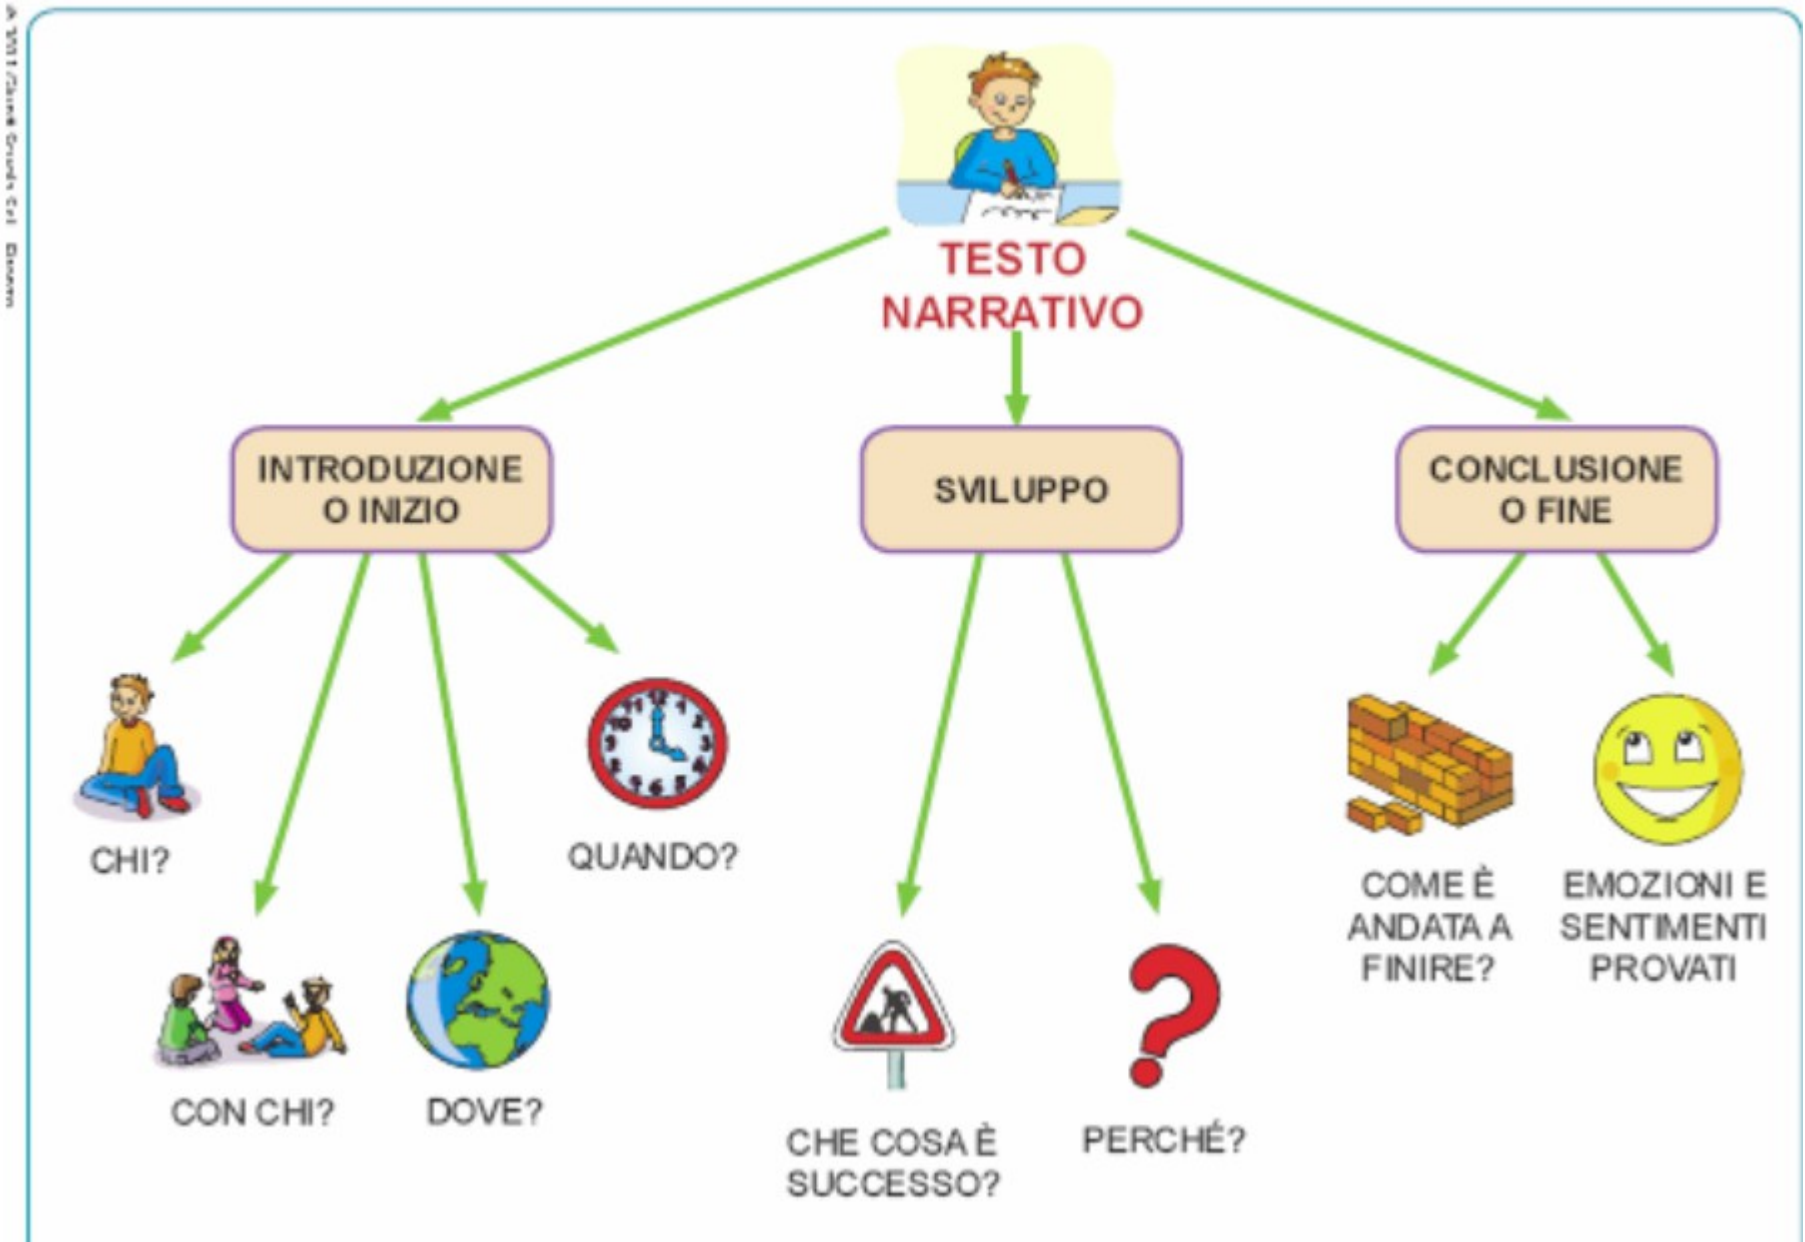 TESTO
NARRATIVO
INTRODUZIONE
O INIZIO
SVILUPPO
CONCLUSIONE
O FINE
CHI?
QUANDO?
CON CHI?
DOVE?
CHE COSA È
SUCCESSO?
PERCHÉ?
COME È
ANDATA A
FINIRE?
EMOZIONI E
SENTIMENTI
PROVATI